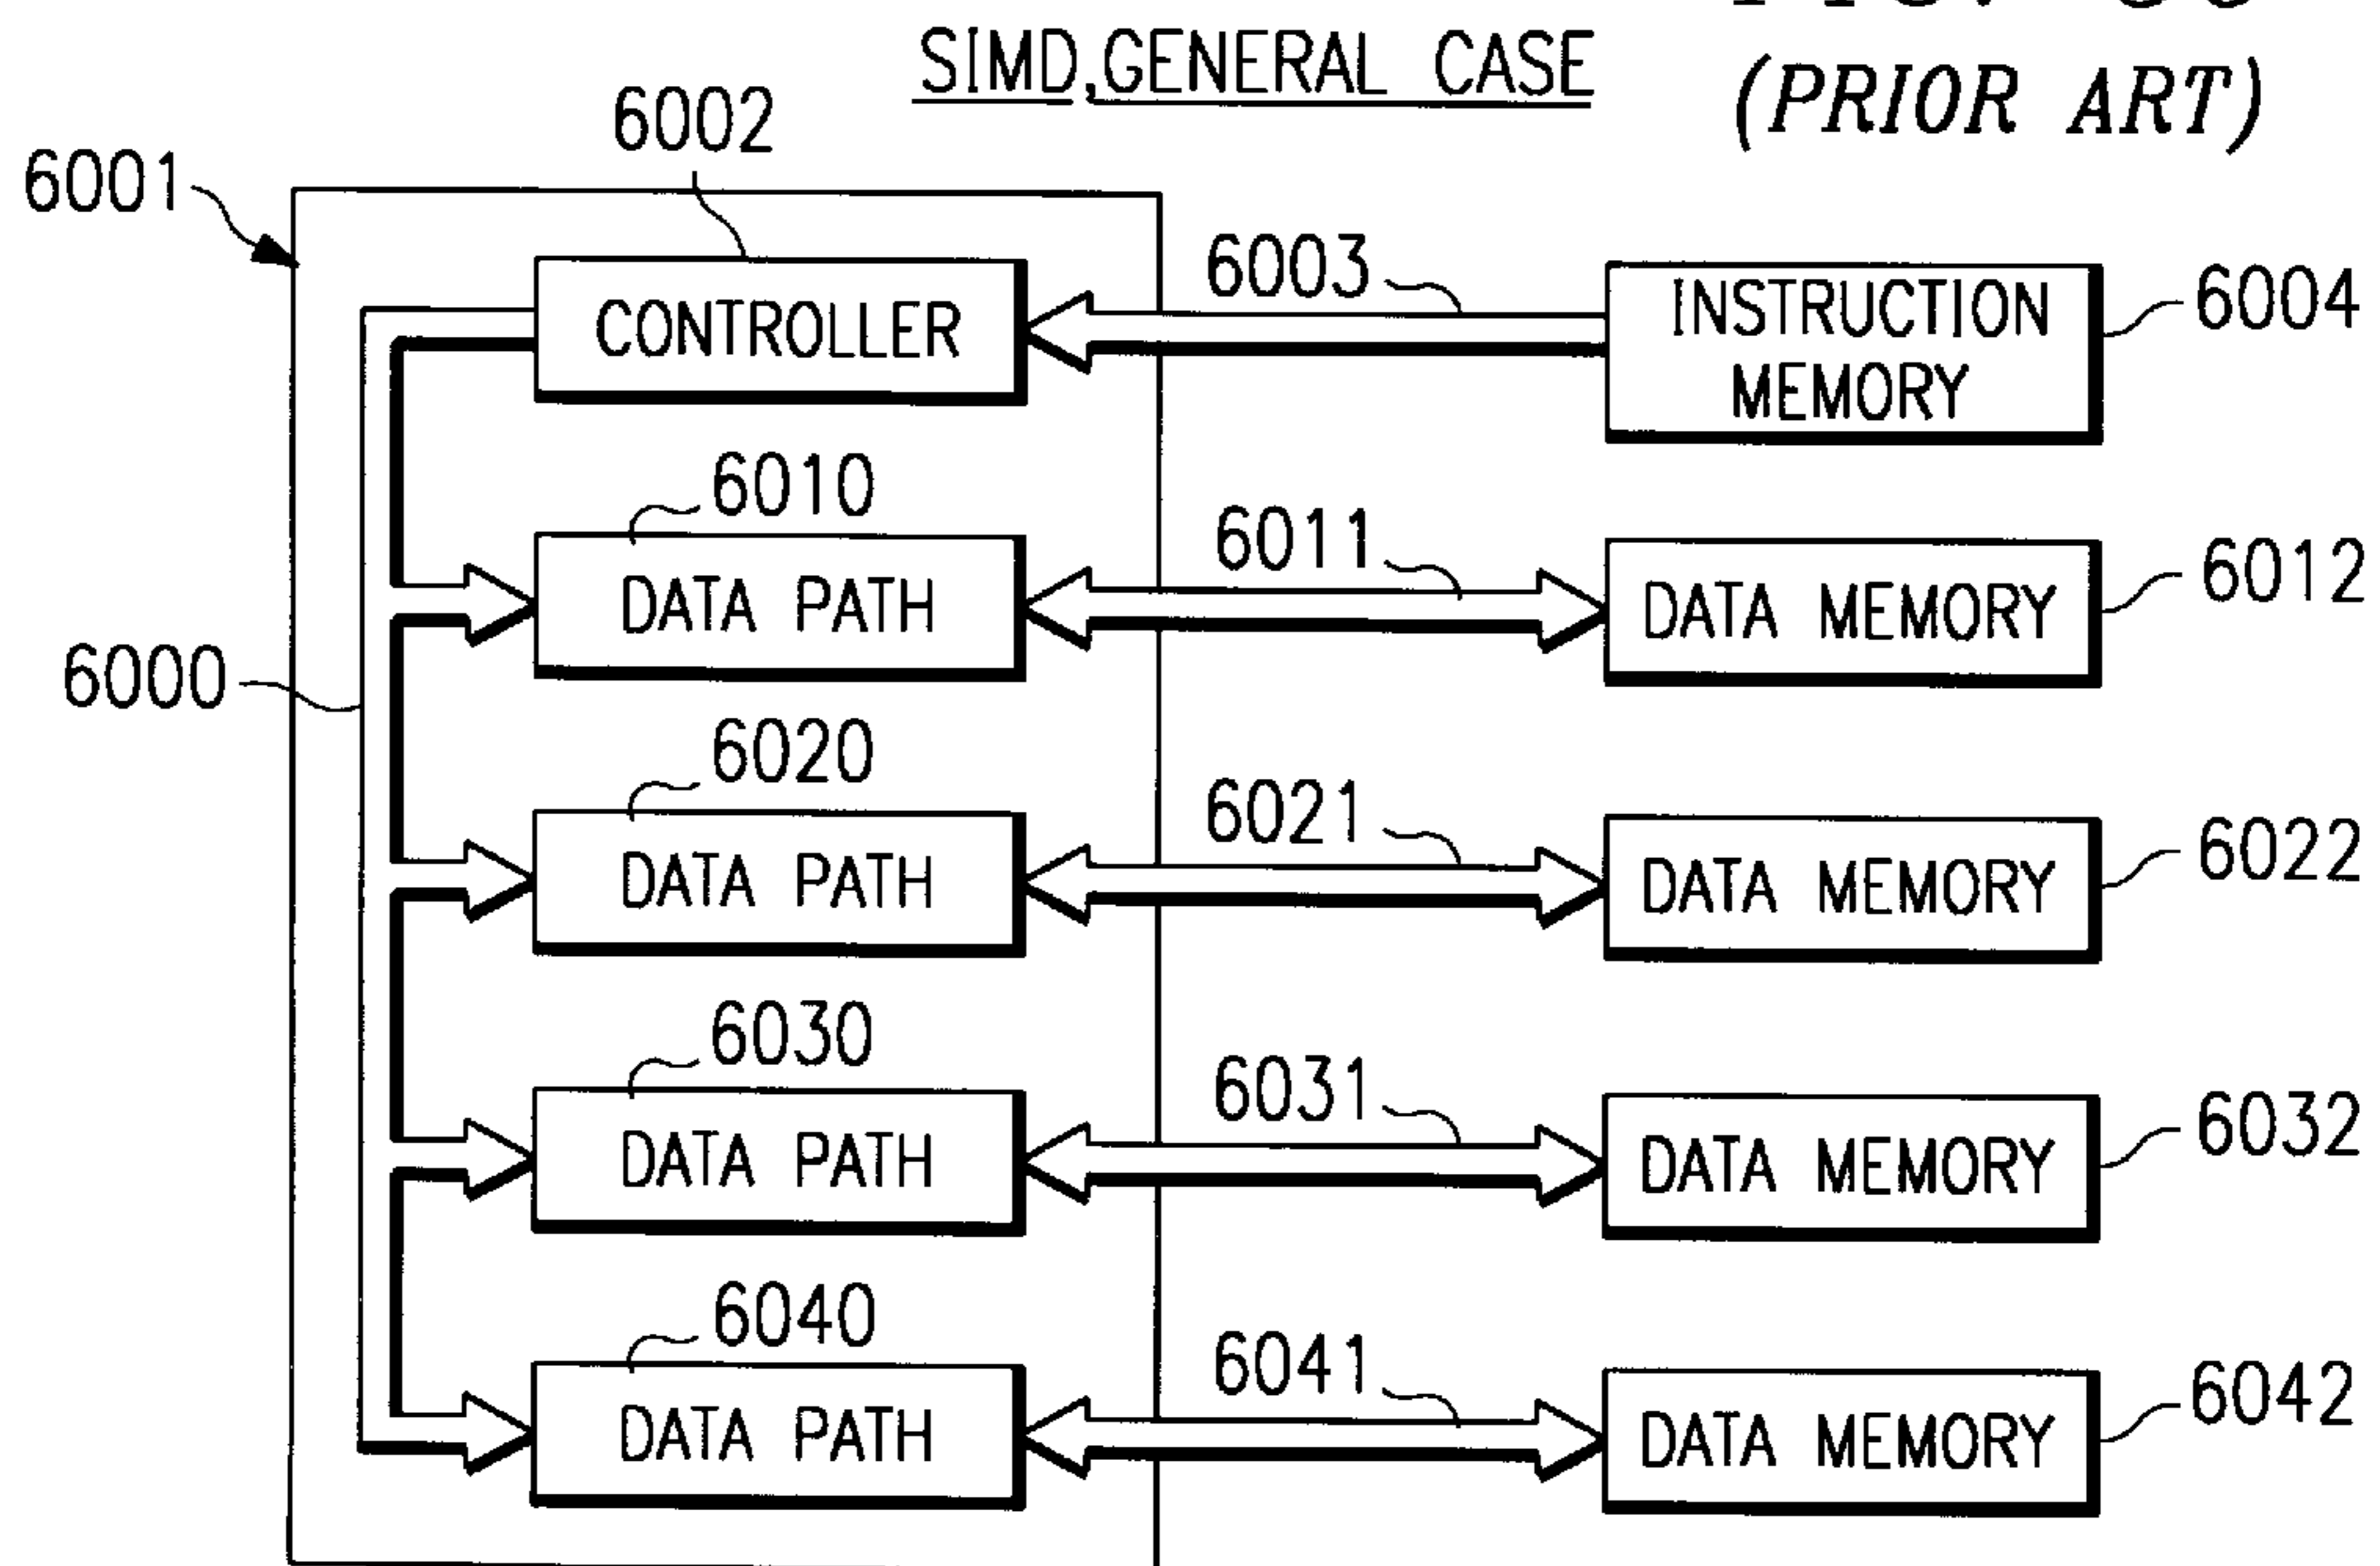 SIMD,GENERAL CASE
(PRIOR ART)
6002
6001
6003
CONTROLLER
INSTRUCTION
MEMORY
6004
6010
6011
DATA PATH
DATA MEMORY
6012
6000
6020
6021
DATA PATH
DATA MEMORY
6022
6030
6031
DATA PATH
DATA MEMORY
6032
6040
6041
DATA PATH
DATA MEMORY
6042